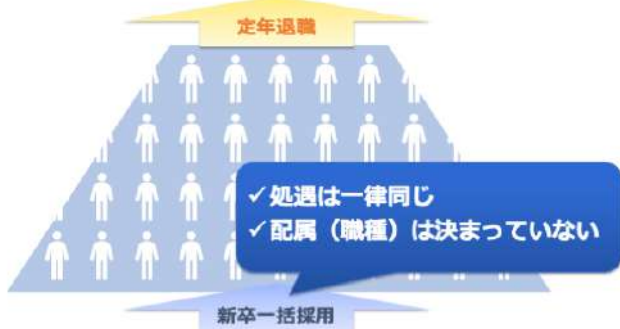 定年退職
✓処遇は一律同じ
✓配属（職種）は決まっていない
新卒一括採用